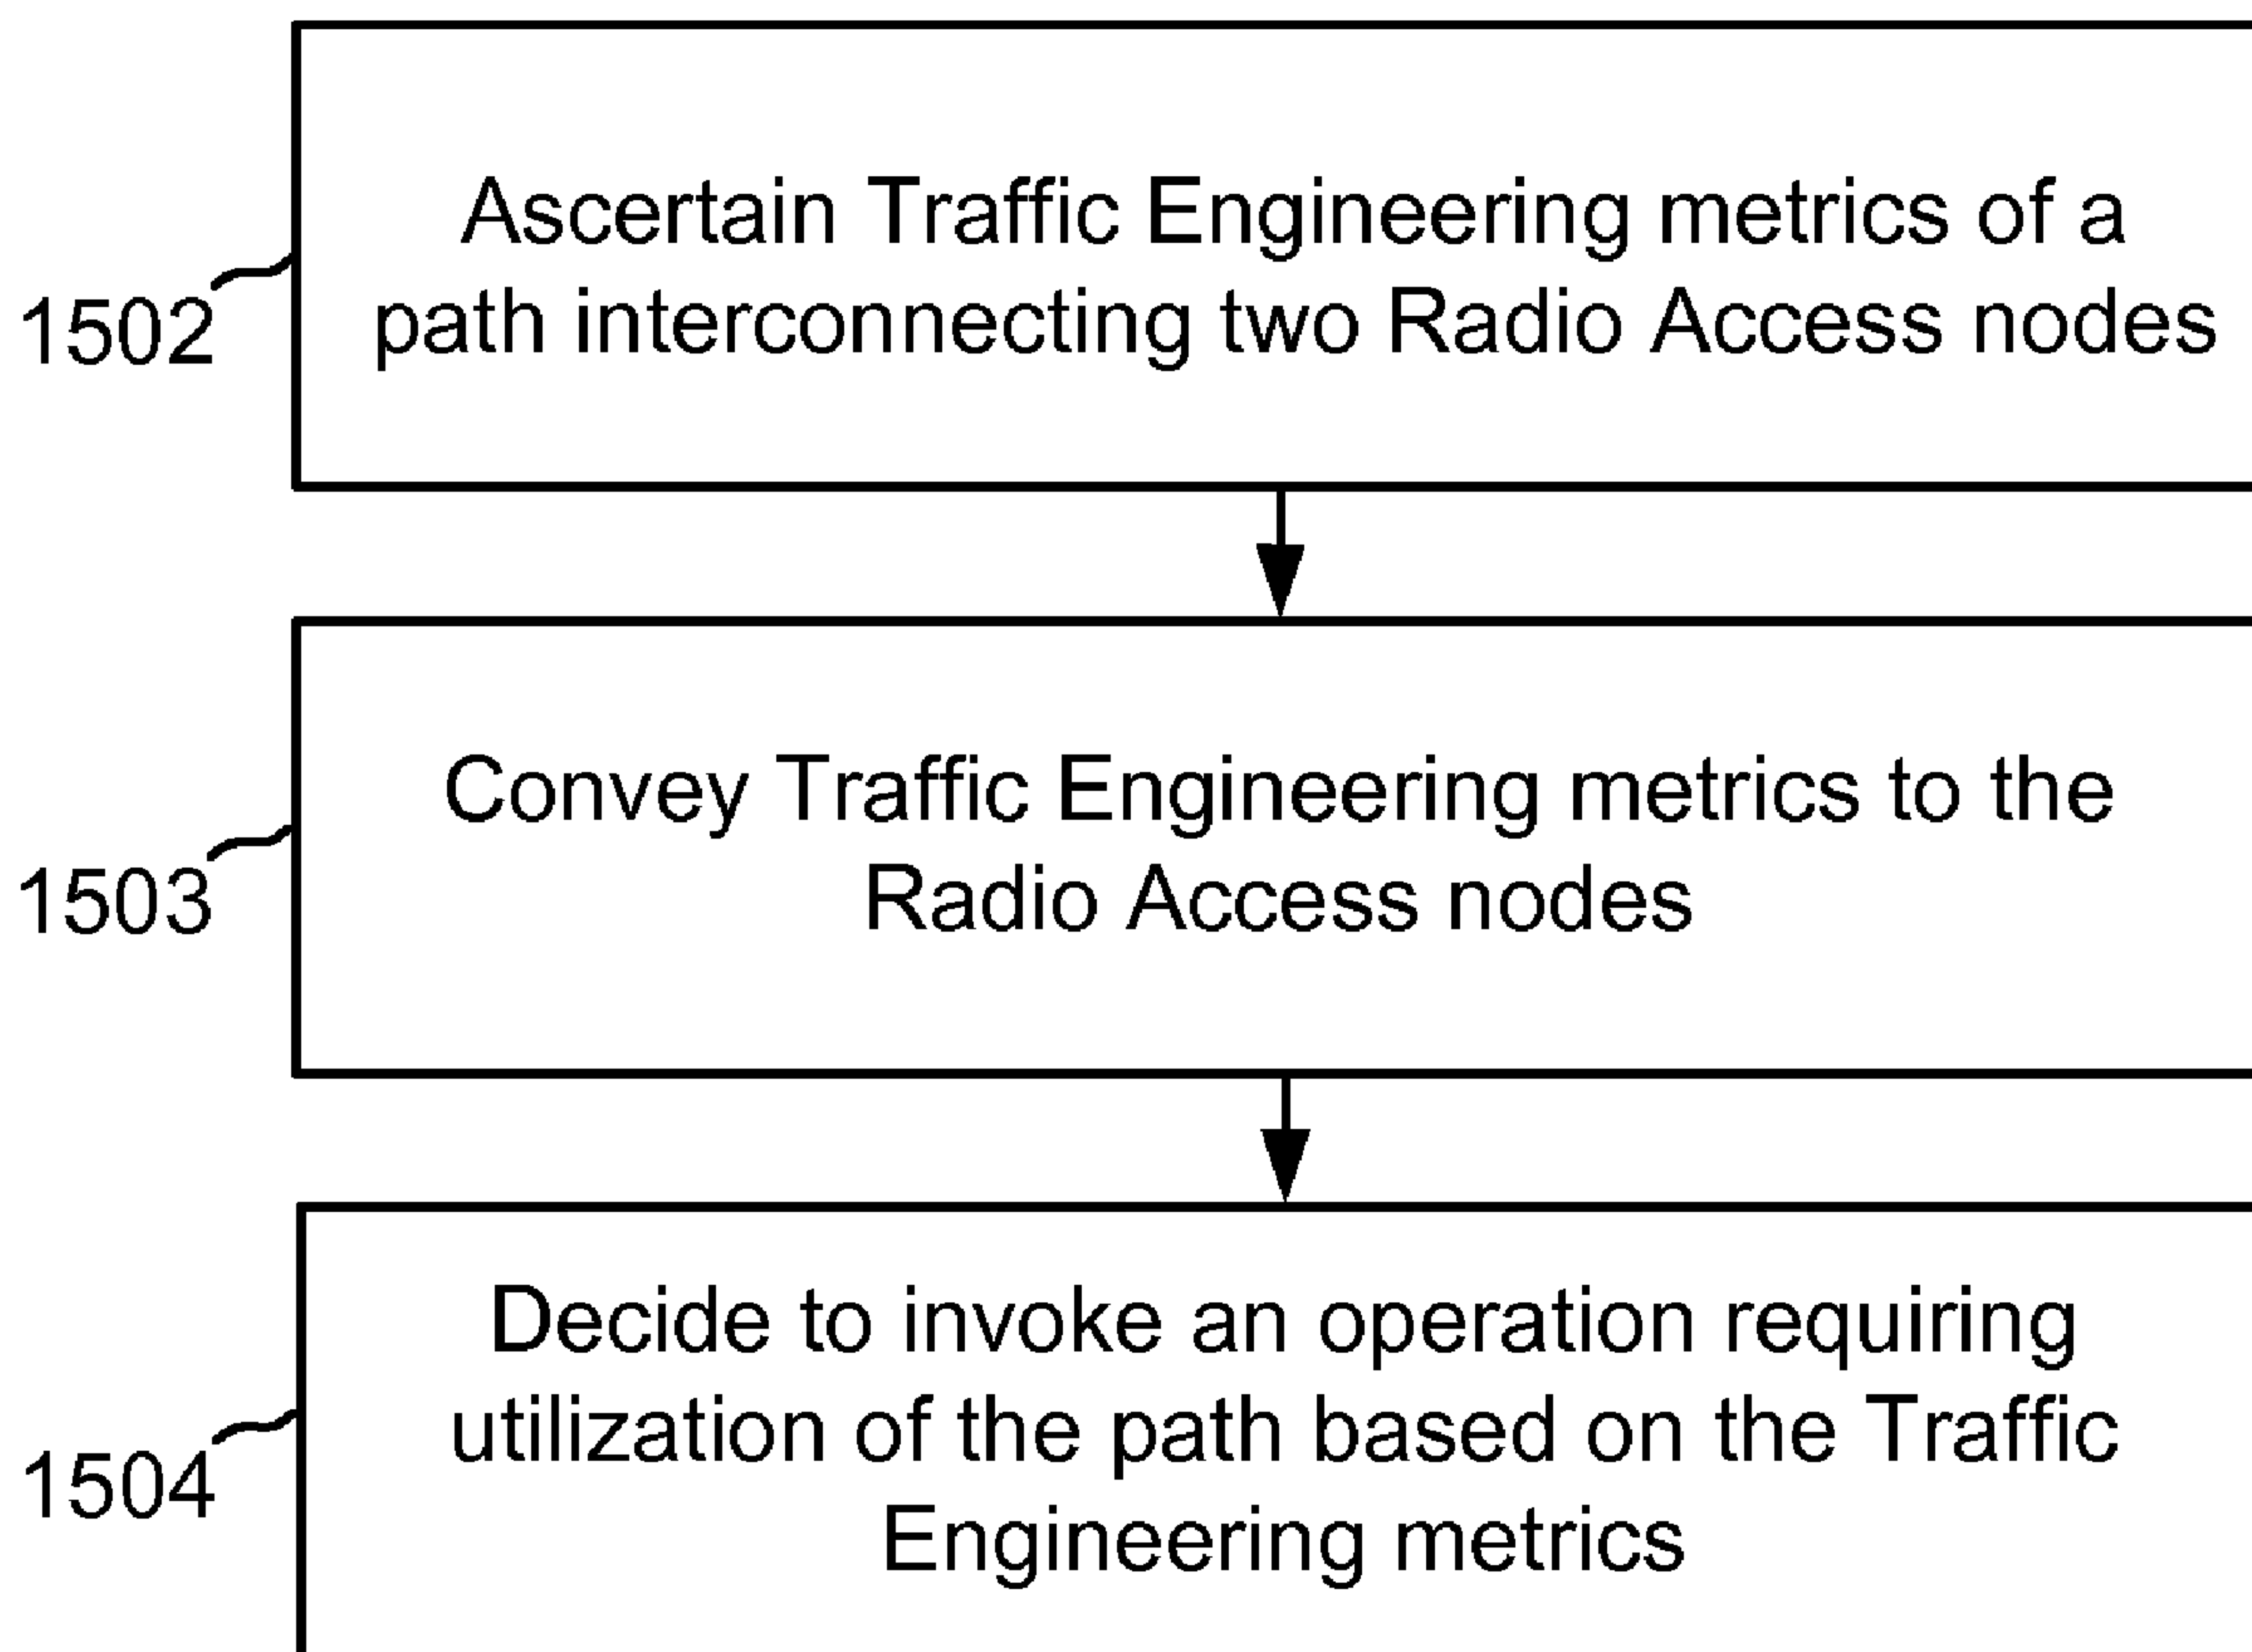 Ascertain Traffic Engineering metrics of a
path interconnecting two Radio Access nodes
1502
Convey Traffic Engineering metrics to the
Radio Access nodes
1503
Decide to invoke an operation requiring
utilization of the path based on the Traffic
Engineering metrics
1504